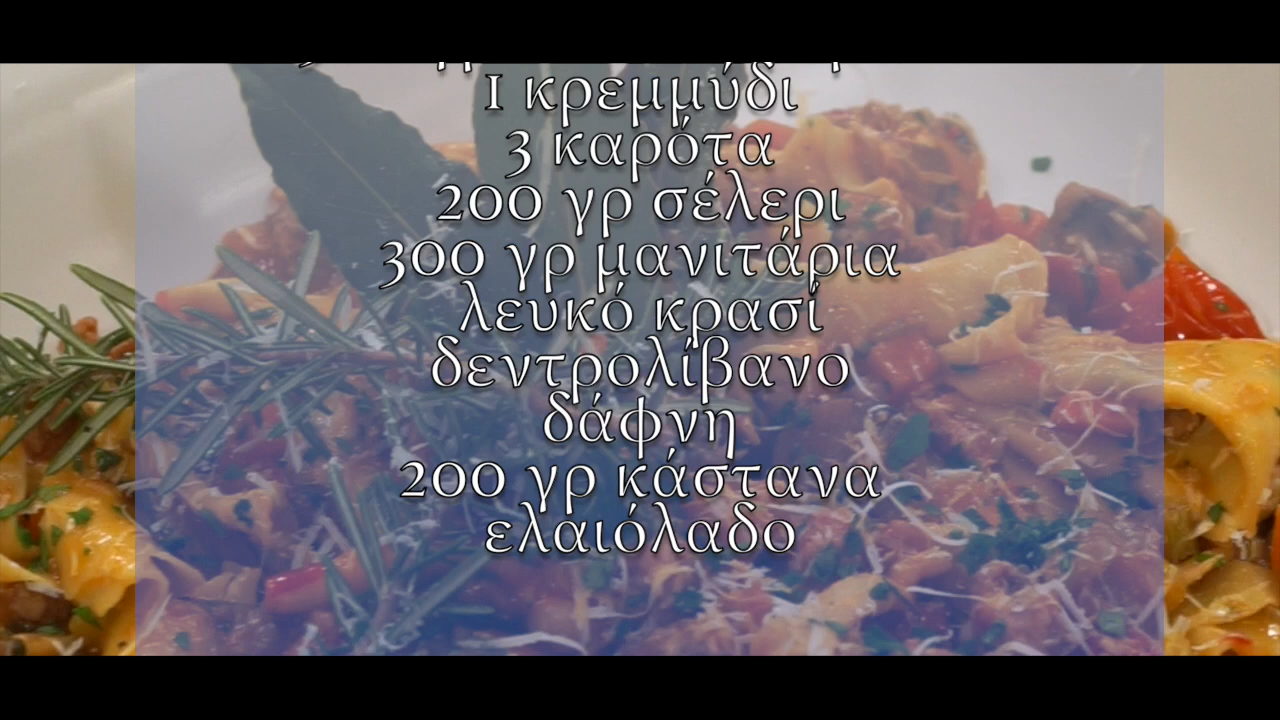 1 κρεμμύδι
3 καρότα
200 γρ σέλερι
300 γρ μανιτάρια
λευκό κρασί
δεντρολίβανο
δάφνη
200 γρ κάστανα
ελαιόλαδο